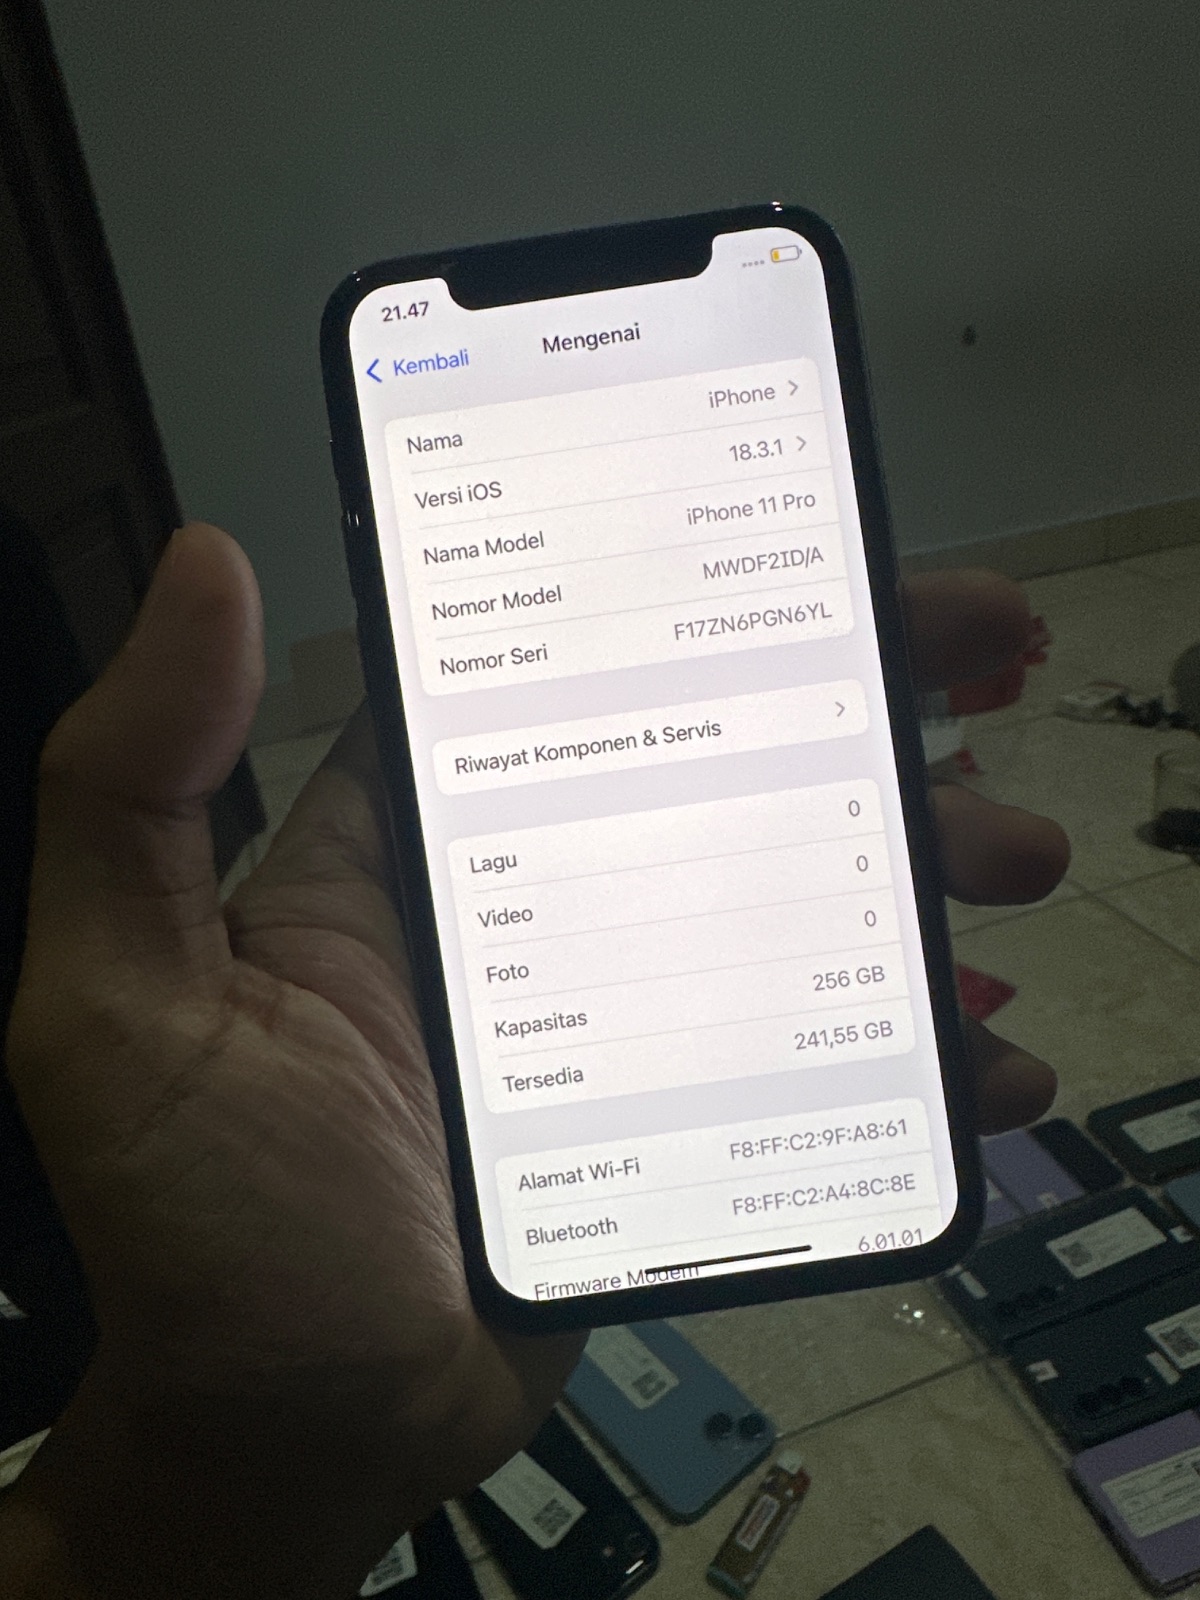 21.47
Kembali
Mengenai
Nama iPhone
Versi iOS 18.3.1
Nama Model iPhone 11 Pro
Nomor Model MWDF2ID/A
Nomor Seri F17ZN6PGN6YL
Riwayat Komponen & Servis
Lagu 0
Video 0
Foto 0
Kapasitas 256 GB
Tersedia 241,55 GB
Alamat Wi-Fi F8:FF:C2:9F:A8:61
Bluetooth F8:FF:C2:A4:8C:8E
Firmware Modem 6.01.01